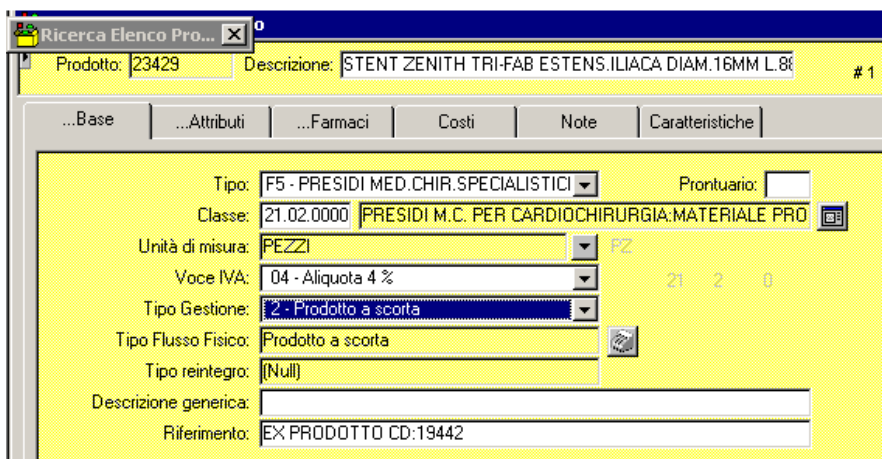 Ricerca Elenco Pro... o
Prodotto: 23429 Descrizione: STENT ZENITH TRI-FAB ESTENS.ILIACA DIAM.16MM L.88 # 1
...Base ...Attributi ...Farmaci Costi Note Caratteristiche
Tipo: F5 - PRESIDI MED.CHIR.SPECIALISTICI Prontuario:
Classe: 21.02.0000 PRESIDI M.C. PER CARDIOCHIRURGIA:MATERIALE PRO
Unità di misura: PEZZI PZ
Voce IVA: 04 - Aliquota 4 % 21 2 0
Tipo Gestione: 2 - Prodotto a scorta
Tipo Flusso Fisico: Prodotto a scorta
Tipo reintegro: (Null)
Descrizione generica:
Riferimento: EX PRODOTTO CD:19442